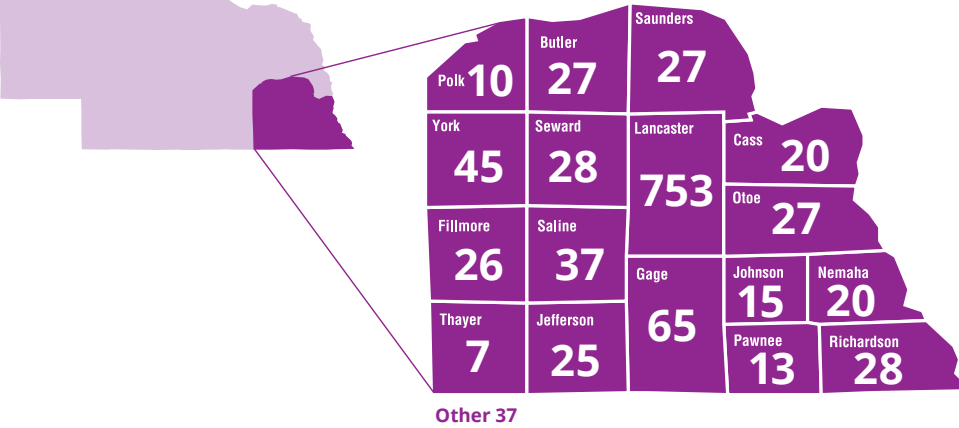 Polk 10
Butler
27
Saunders
27
York
45
Seward
28
Lancaster
753
Cass
20
Otoe
27
Fillmore
26
Saline
37
Gage
65
Johnson
15
Nemaha
20
Thayer
7
Jefferson
25
Pawnee
13
Richardson
28
Other 37